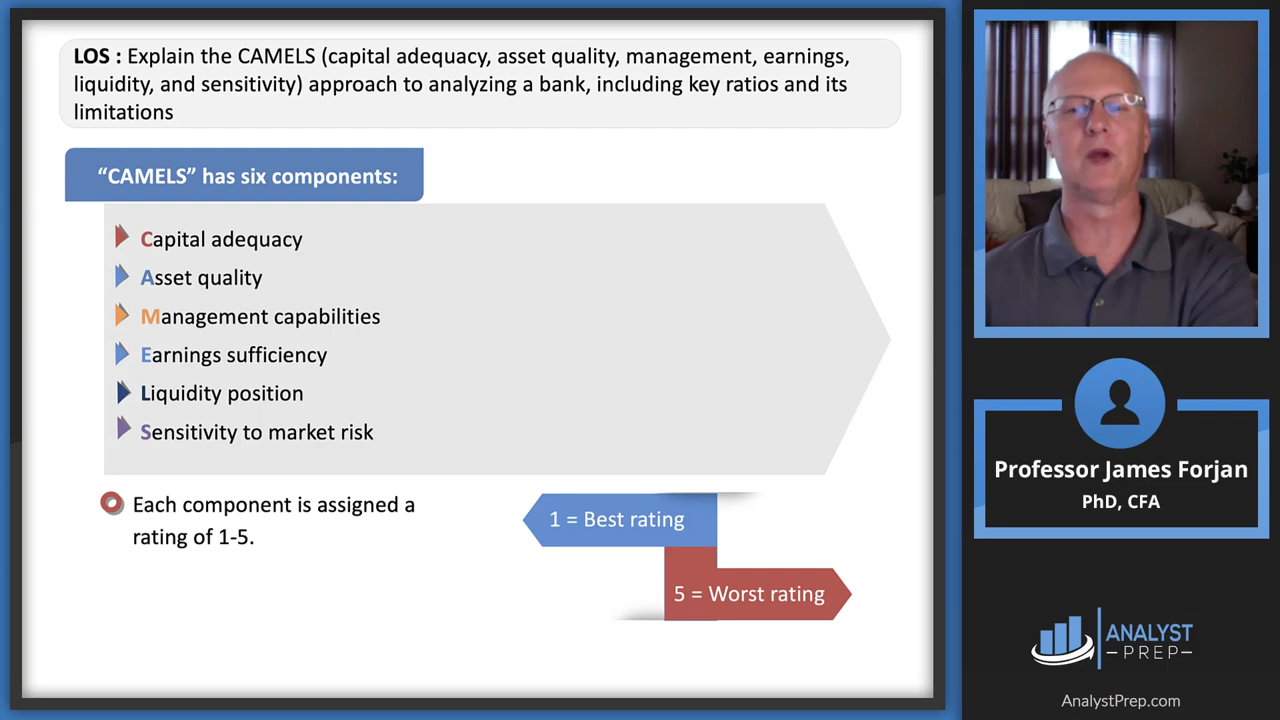 LOS : Explain the CAMELS (capital adequacy, asset quality, management, earnings,
liquidity, and sensitivity) approach to analyzing a bank, including key ratios and its
limitations
“CAMELS” has six components:
Capital adequacy
Asset quality
Management capabilities
Earnings sufficiency
Liquidity position
Sensitivity to market risk
Each component is assigned a
rating of 1-5.
1 = Best rating
5 = Worst rating
Professor James Forjan
PhD, CFA
ANALYST
PREP
AnalystPrep.com